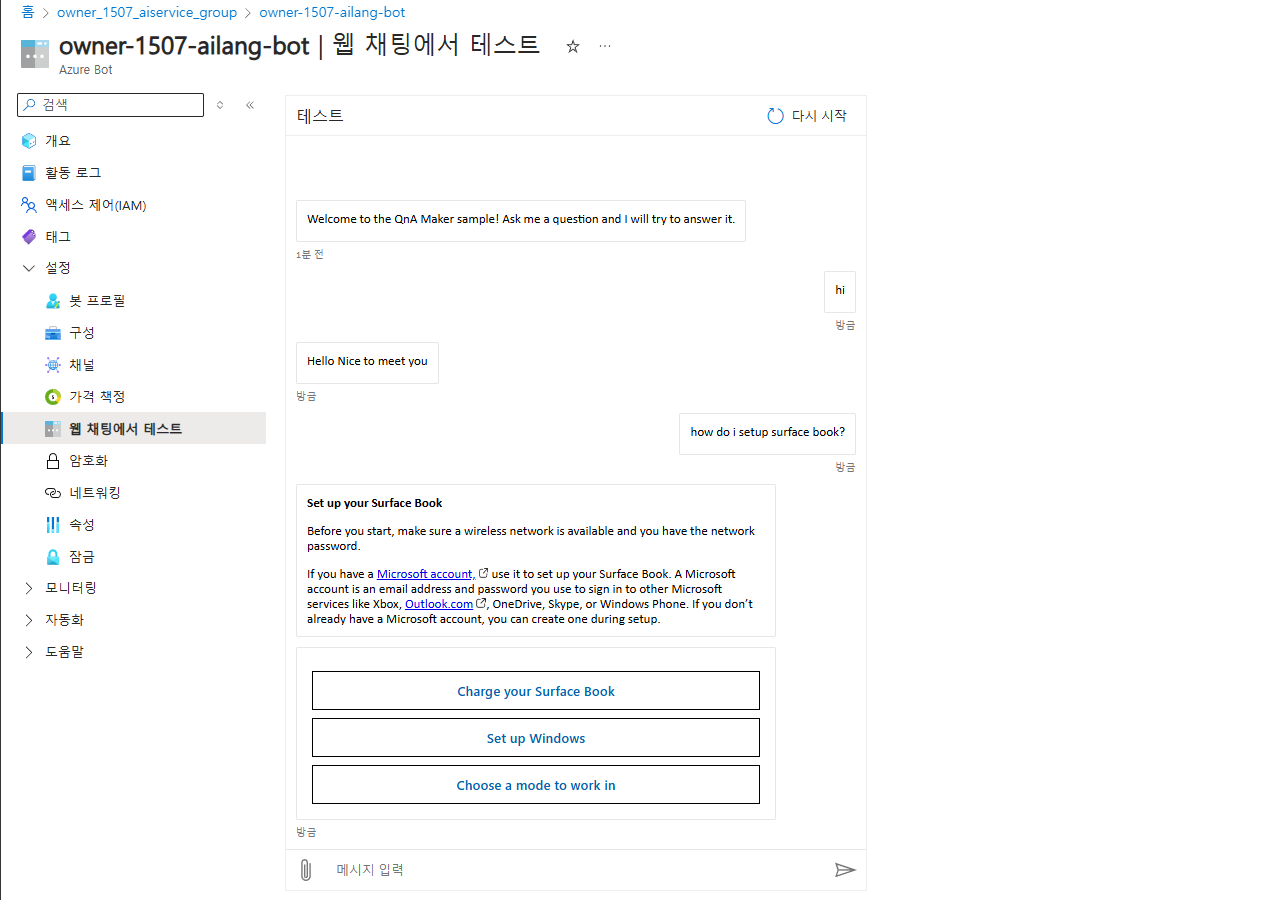 홈 > owner_1507_aiservice_group > owner-1507-ailang-bot
owner-1507-ailang-bot | 웹 채팅에서 테스트 ☆ ···
Azure Bot
검색
개요
활동 로그
액세스 제어(IAM)
태그
설정
봇 프로필
구성
채널
가격 책정
웹 채팅에서 테스트
암호화
네트워킹
속성
잠금
모니터링
자동화
도움말
테스트
다시 시작
Welcome to the QnA Maker sample! Ask me a question and I will try to answer it.
1분 전
hi
방금
Hello Nice to meet you
방금
how do i setup surface book?
방금
Set up your Surface Book
Before you start, make sure a wireless network is available and you have the network
password.
If you have a Microsoft account, use it to set up your Surface Book. A Microsoft
account is an email address and password you use to sign in to other Microsoft
services like Xbox, Outlook.com, OneDrive, Skype, or Windows Phone. If you don’t
already have a Microsoft account, you can create one during setup.
Charge your Surface Book
Set up Windows
Choose a mode to work in
방금
메시지 입력